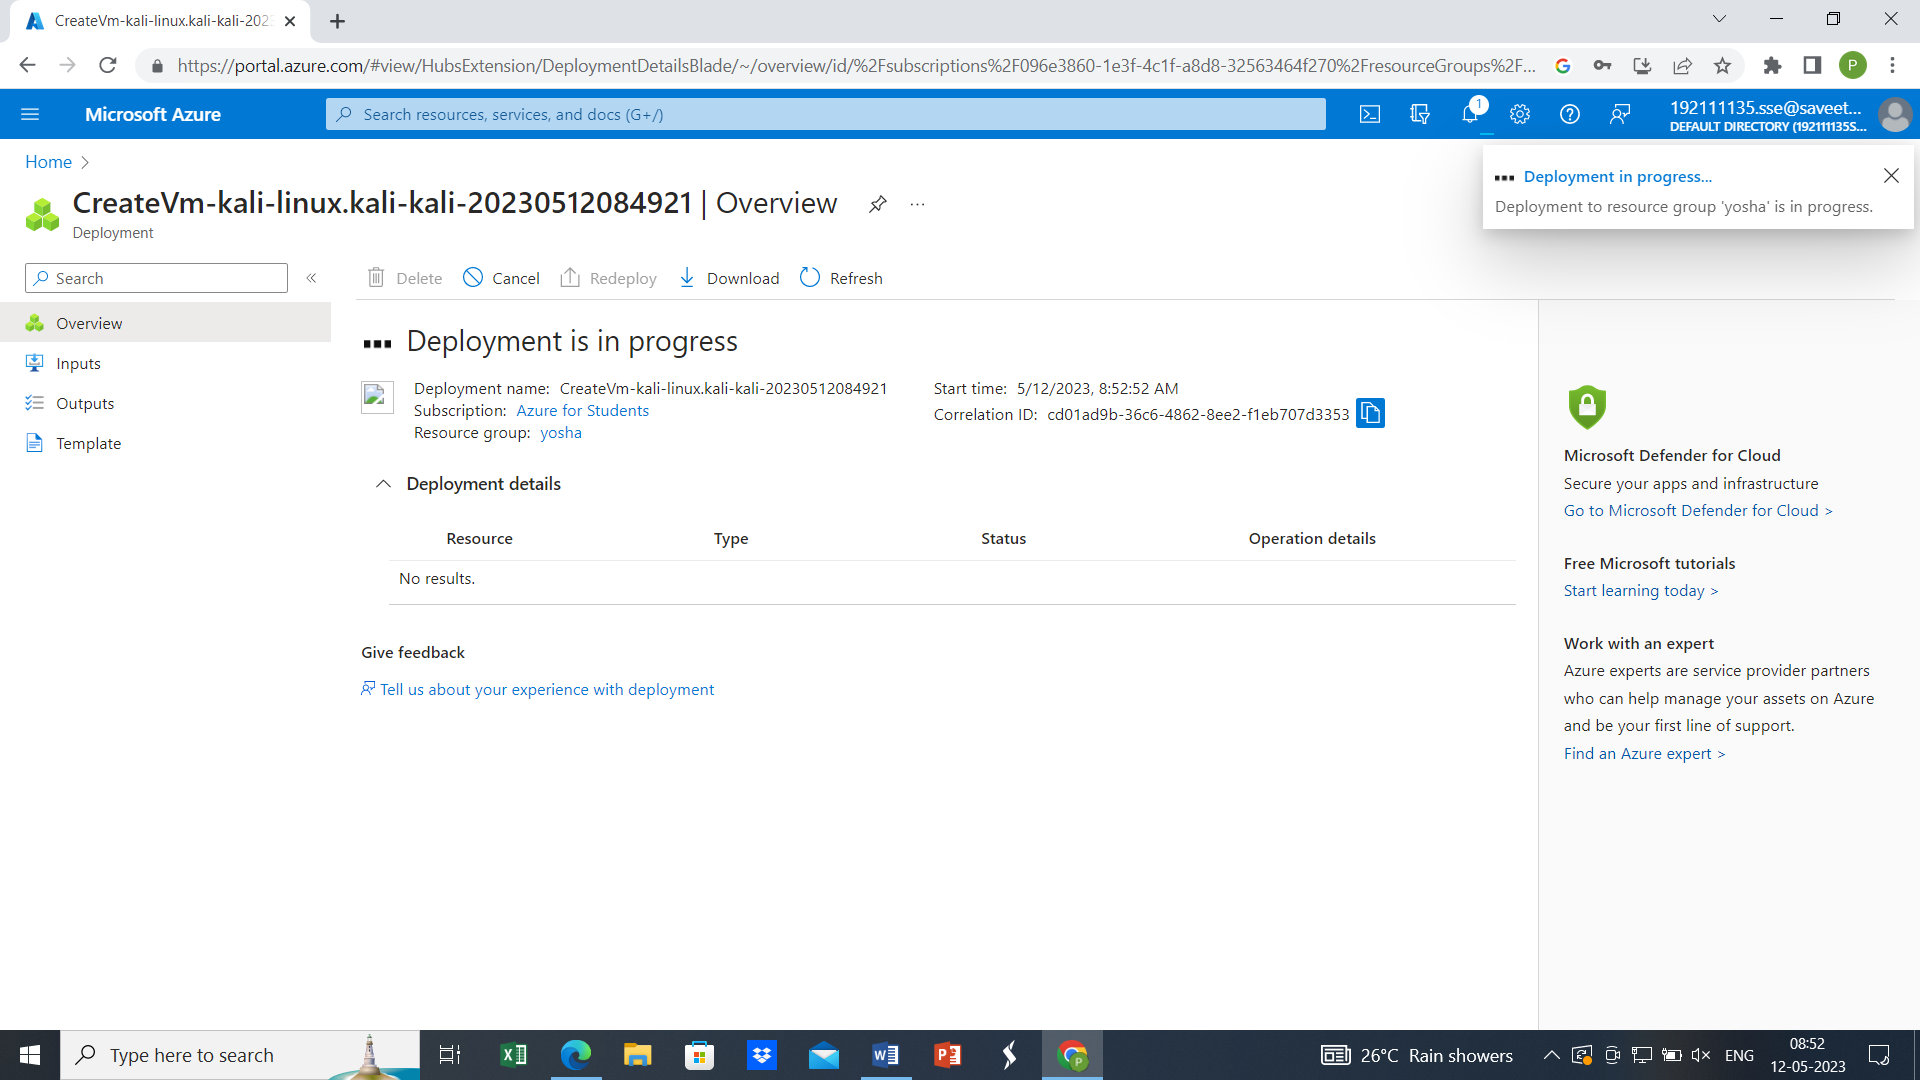 CreateVm-kali-linux.kali-kali-202
https://portal.azure.com/#view/HubsExtension/DeploymentDetailsBlade/~/overview/id/%2Fsubscriptions%2F096e3860-1e3f-4c1f-a8d8-32563464f270%2FresourceGroups%2F...
P
Microsoft Azure
Search resources, services, and docs (G+/)
1
192111135.sse@saveet...
DEFAULT DIRECTORY (192111135S...
Home
Deployment in progress...
Deployment to resource group 'yosha' is in progress.
CreateVm-kali-linux.kali-kali-20230512084921 | Overview
Deployment
Search
Delete
Cancel
Redeploy
Download
Refresh
Overview
Inputs
Outputs
Template
Deployment is in progress
Deployment name: CreateVm-kali-linux.kali-kali-20230512084921
Subscription: Azure for Students
Resource group: yosha
Start time: 5/12/2023, 8:52:52 AM
Correlation ID: cd01ad9b-36c6-4862-8ee2-f1eb707d3353
Deployment details
Resource Type Status Operation details
No results.
Give feedback
Tell us about your experience with deployment
Microsoft Defender for Cloud
Secure your apps and infrastructure
Go to Microsoft Defender for Cloud >
Free Microsoft tutorials
Start learning today >
Work with an expert
Azure experts are service provider partners
who can help manage your assets on Azure
and be your first line of support.
Find an Azure expert >
Type here to search
26°C Rain showers
ENG
08:52
12-05-2023